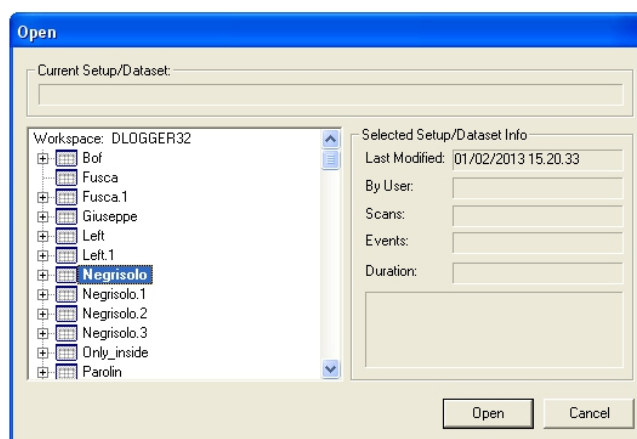 Open
Current Setup/Dataset:
Workspace: DLOGGER32
Bof
Fusca
Fusca.1
Giuseppe
Left
Left.1
Negrisolo
Negrisolo.1
Negrisolo.2
Negrisolo.3
Only_inside
Parolin
Selected Setup/Dataset Info
Last Modified: 01/02/2013 15.20.33
By User:
Scans:
Events:
Duration:
Open
Cancel